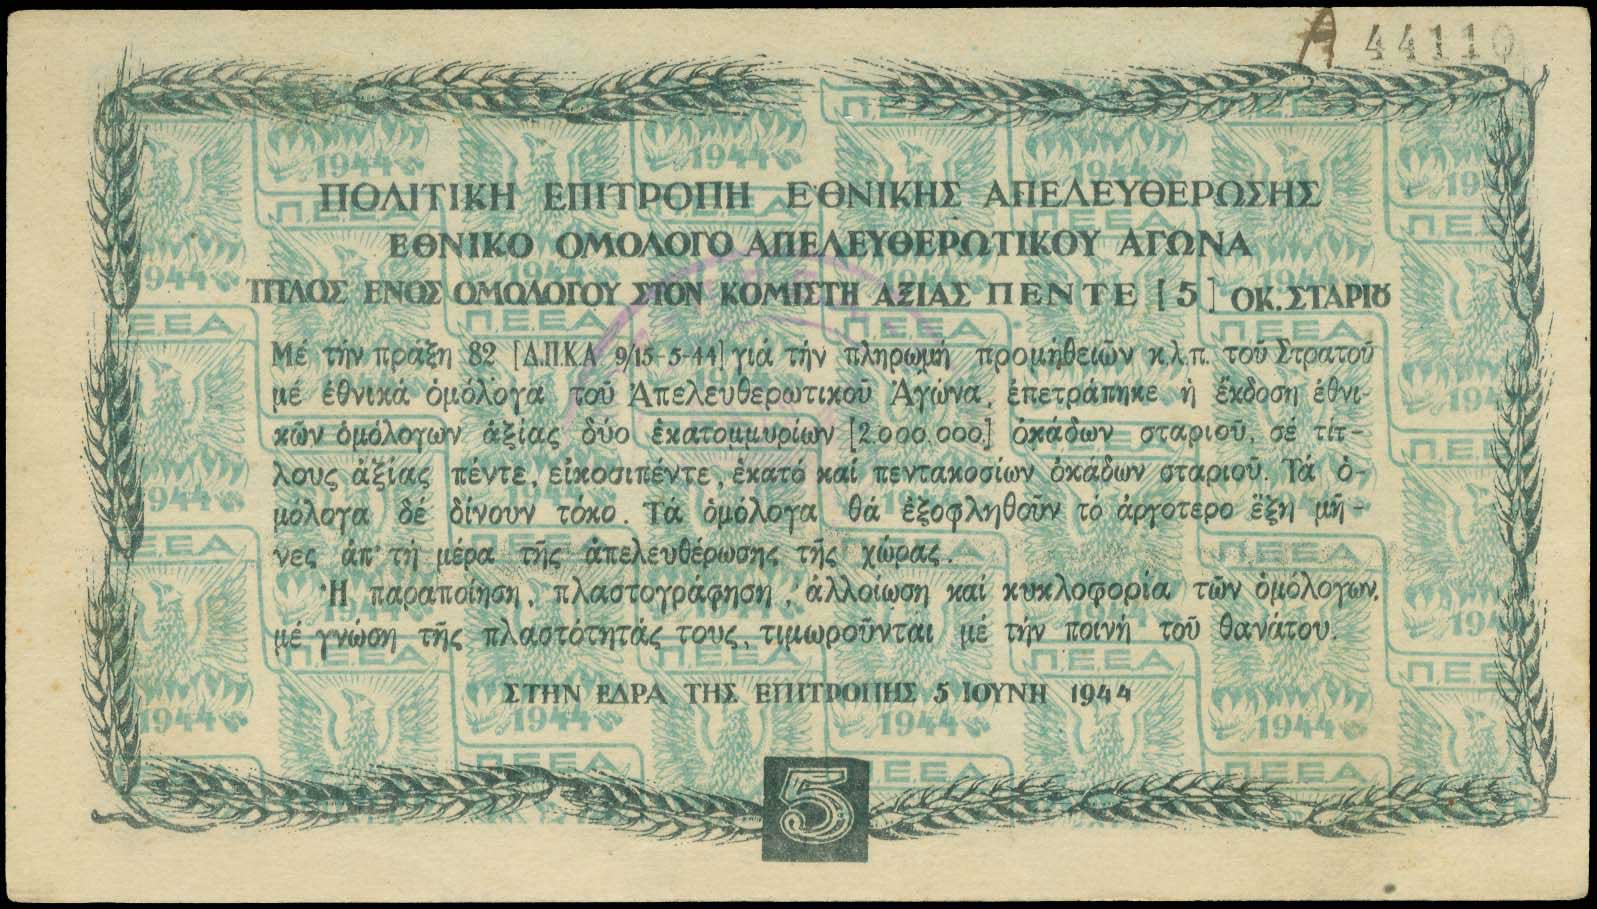 Α 44110
ΠΟΛΙΤΙΚΗ ΕΠΙΤΡΟΠΗ ΕΘΝΙΚΗΣ ΑΠΕΛΕΥΘΕΡΩΣΗΣ
ΕΘΝΙΚΟ ΟΜΟΛΟΓΟ ΑΠΕΛΕΥΘΕΡΩΤΙΚΟΥ ΑΓΩΝΑ
ΤΙΤΛΟΣ ΕΝΟΣ ΟΜΟΛΟΓΟΥ ΣΤΟΝ ΚΟΜΙΣΤΗ ΑΞΙΑΣ ΠΕΝΤΕ [5] ΟΚ. ΣΤΑΡΙȢ
Μέ τήν πράξη 82 [Δ.Π.Κ.Α. 9/15-5-44] γιά τήν πληρωμή προμηθειῶν κ.λ.π. τοῦ Στρατοῦ
μέ ἐθνικά ὁμόλογα τοῦ Ἀπελευθερωτικοῦ Ἀγώνα, ἐπετράπηκε ἡ ἔκδοση ἐθνι-
κῶν ὁμόλογων ἀξίας δύο ἑκατομμυρίων [2.000.000] ὀκάδων σταριοῦ, σέ τίτ-
λους ἀξίας πέντε, εἰκοσιπέντε, ἑκατό καί πεντακοσίων ὀκάδων σταριοῦ. Τά ὁ-
μόλογα δέ δίνουν τόκο. Τά ὁμόλογα θά ἐξοφληθοῦν τό ἀργοτερο ἕξη μῆ-
νες ἀπ' τή μέρα τῆς ἀπελευθέρωσης τῆς χώρας.
Ἡ παραποίηση, πλαστογράφηση, ἀλλοίωση καί κυκλοφορία τῶν ὁμόλογων,
μέ γνώση τῆς πλαστότητάς τους, τιμωροῦνται μέ τήν ποινή τοῦ θανάτου.
ΣΤΗΝ ΕΔΡΑ ΤΗΣ ΕΠΙΤΡΟΠΗΣ 5 ΙΟΥΝΗ 1944
5